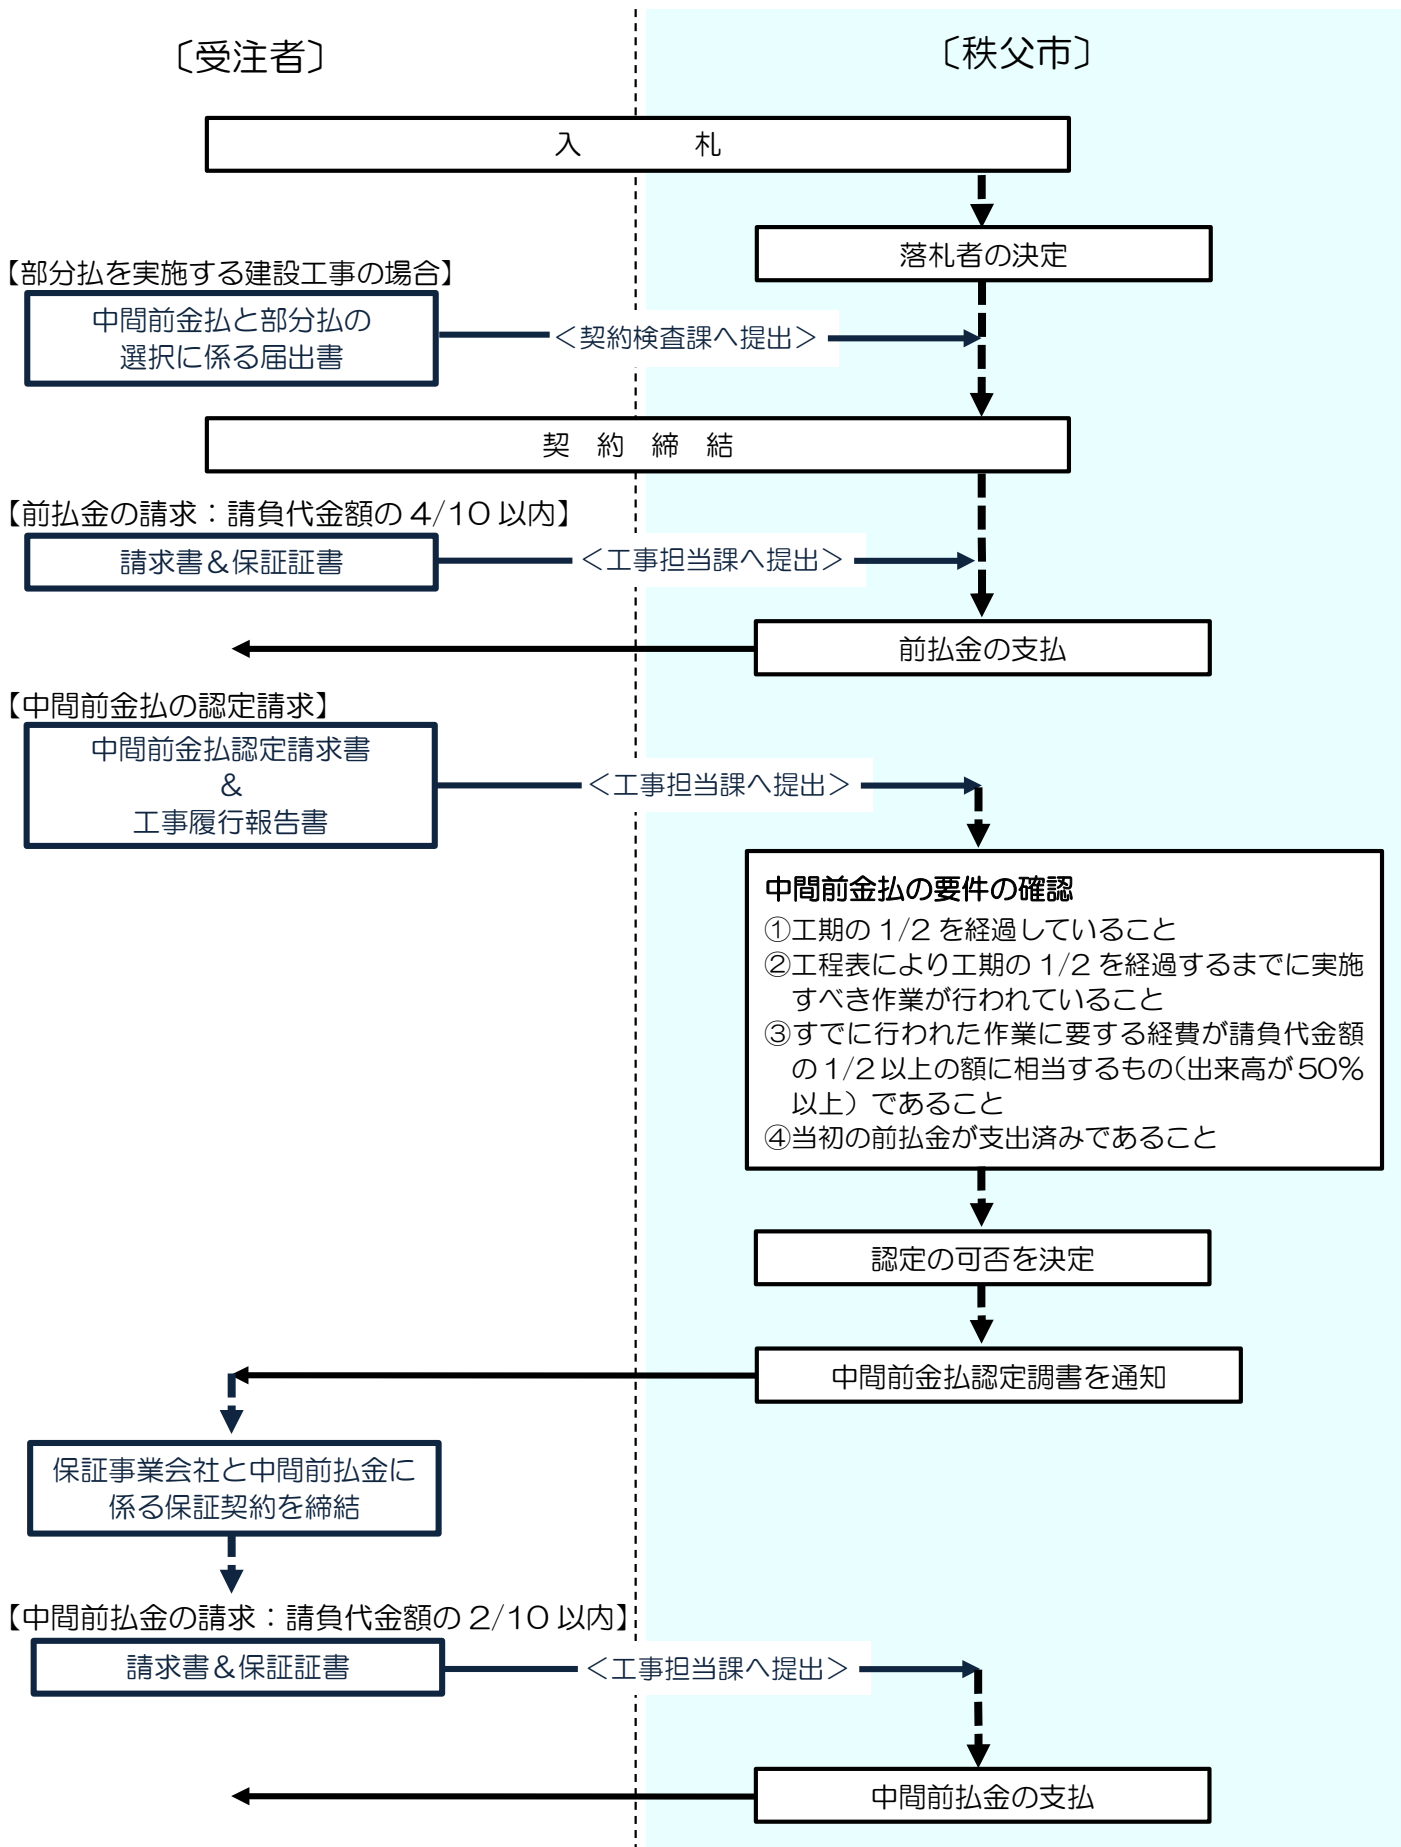 〔受注者〕
〔秩父市〕
入　　　　札
落札者の決定
【部分払を実施する建設工事の場合】
中間前金払と部分払の
選択に係る届出書
＜契約検査課へ提出＞
契　約　締　結
【前払金の請求：請負代金額の 4/10 以内】
請求書＆保証証書
＜工事担当課へ提出＞
前払金の支払
【中間前金払の認定請求】
中間前金払認定請求書
＆
工事履行報告書
＜工事担当課へ提出＞
中間前金払の要件の確認
①工期の 1/2 を経過していること
②工程表により工期の 1/2 を経過するまでに実施
すべき作業が行われていること
③すでに行われた作業に要する経費が請負代金額
の 1/2 以上の額に相当するもの（出来高が 50％
以上）であること
④当初の前払金が支出済みであること
認定の可否を決定
中間前金払認定調書を通知
保証事業会社と中間前払金に
係る保証契約を締結
【中間前払金の請求：請負代金額の 2/10 以内】
請求書＆保証証書
＜工事担当課へ提出＞
中間前払金の支払